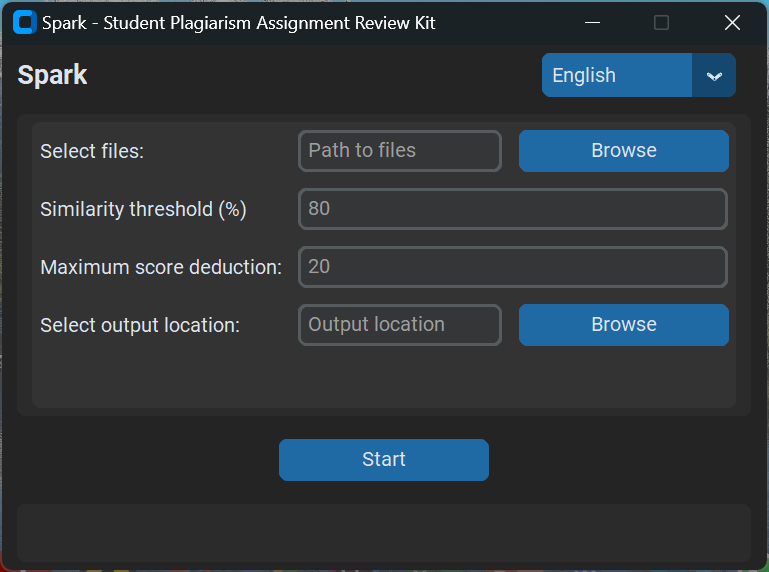 Spark - Student Plagiarism Assignment Review Kit
Spark
English
Select files:
Path to files
Browse
Similarity threshold (%)
80
Maximum score deduction:
20
Select output location:
Output location
Browse
Start